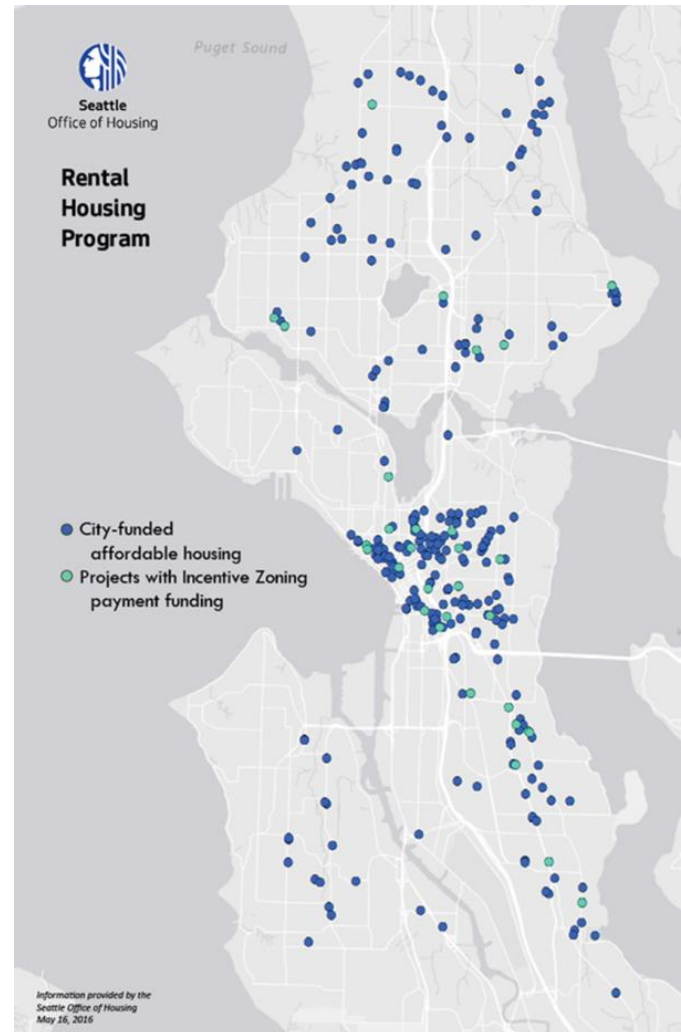 Puget Sound
Seattle
Office of Housing
Rental
Housing
Program
City-funded
affordable housing
Projects with Incentive Zoning
payment funding
Information provided by the
Seattle Office of Housing
May 16, 2016